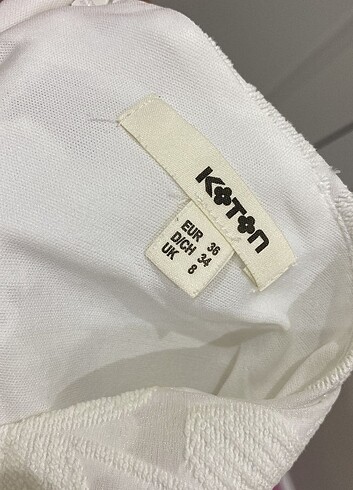 KOTON
EUR 36
D/CH 34
UK 8